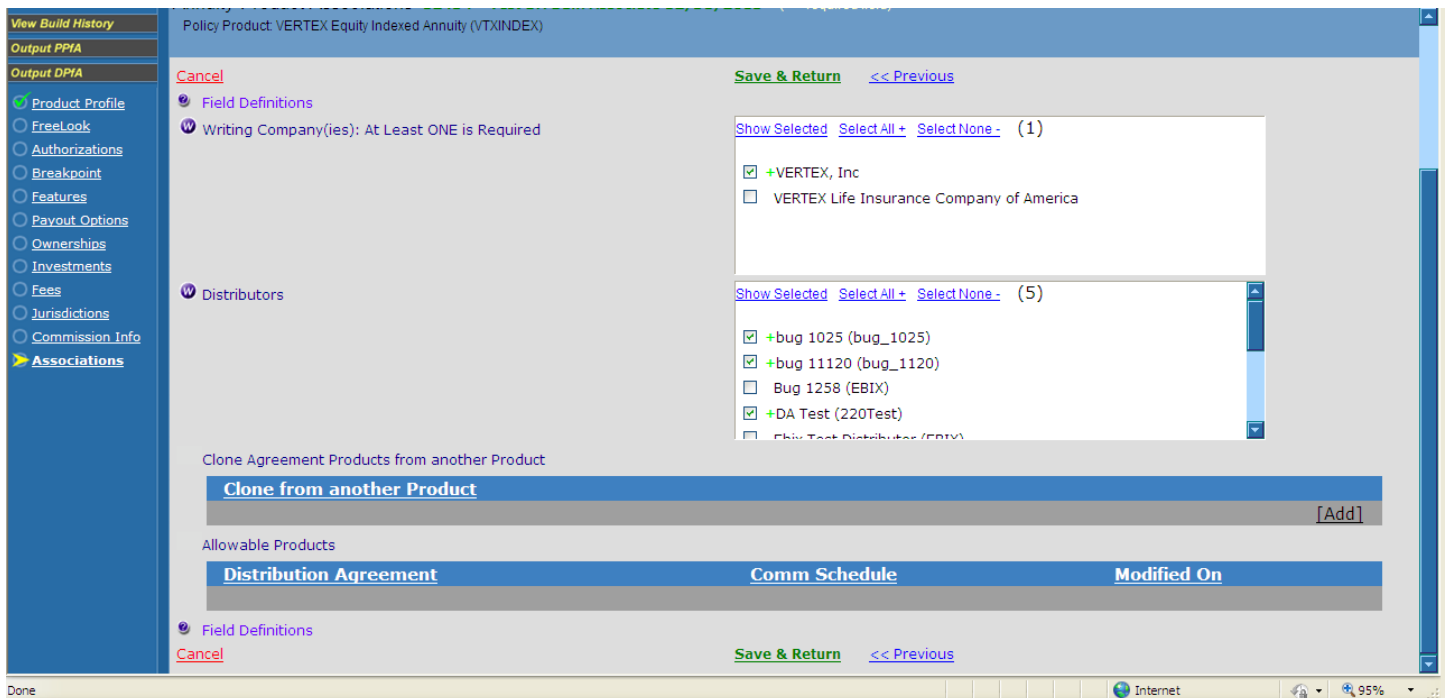 View Build History
Policy Product: VERTEX Equity Indexed Annuity (VTXINDEX)
Output PPfA
Output DPfA
Cancel Save & Return << Previous
Product Profile
Field Definitions
FreeLook
Writing Company(ies): At Least ONE is Required
Show Selected Select All + Select None - (1)
Authorizations
Breakpoint
+VERTEX, Inc
Features
VERTEX Life Insurance Company of America
Payout Options
Ownerships
Investments
Fees
Distributors
Show Selected Select All + Select None - (5)
Jurisdictions
Commission Info
+bug 1025 (bug_1025)
Associations
+bug 11120 (bug_1120)
Bug 1258 (EBIX)
+DA Test (220Test)
Ebix Test Distributor (EBIX)
Clone Agreement Products from another Product
Clone from another Product
[Add]
Allowable Products
Distribution Agreement Comm Schedule Modified On
Field Definitions
Cancel Save & Return << Previous
Done Internet 95%